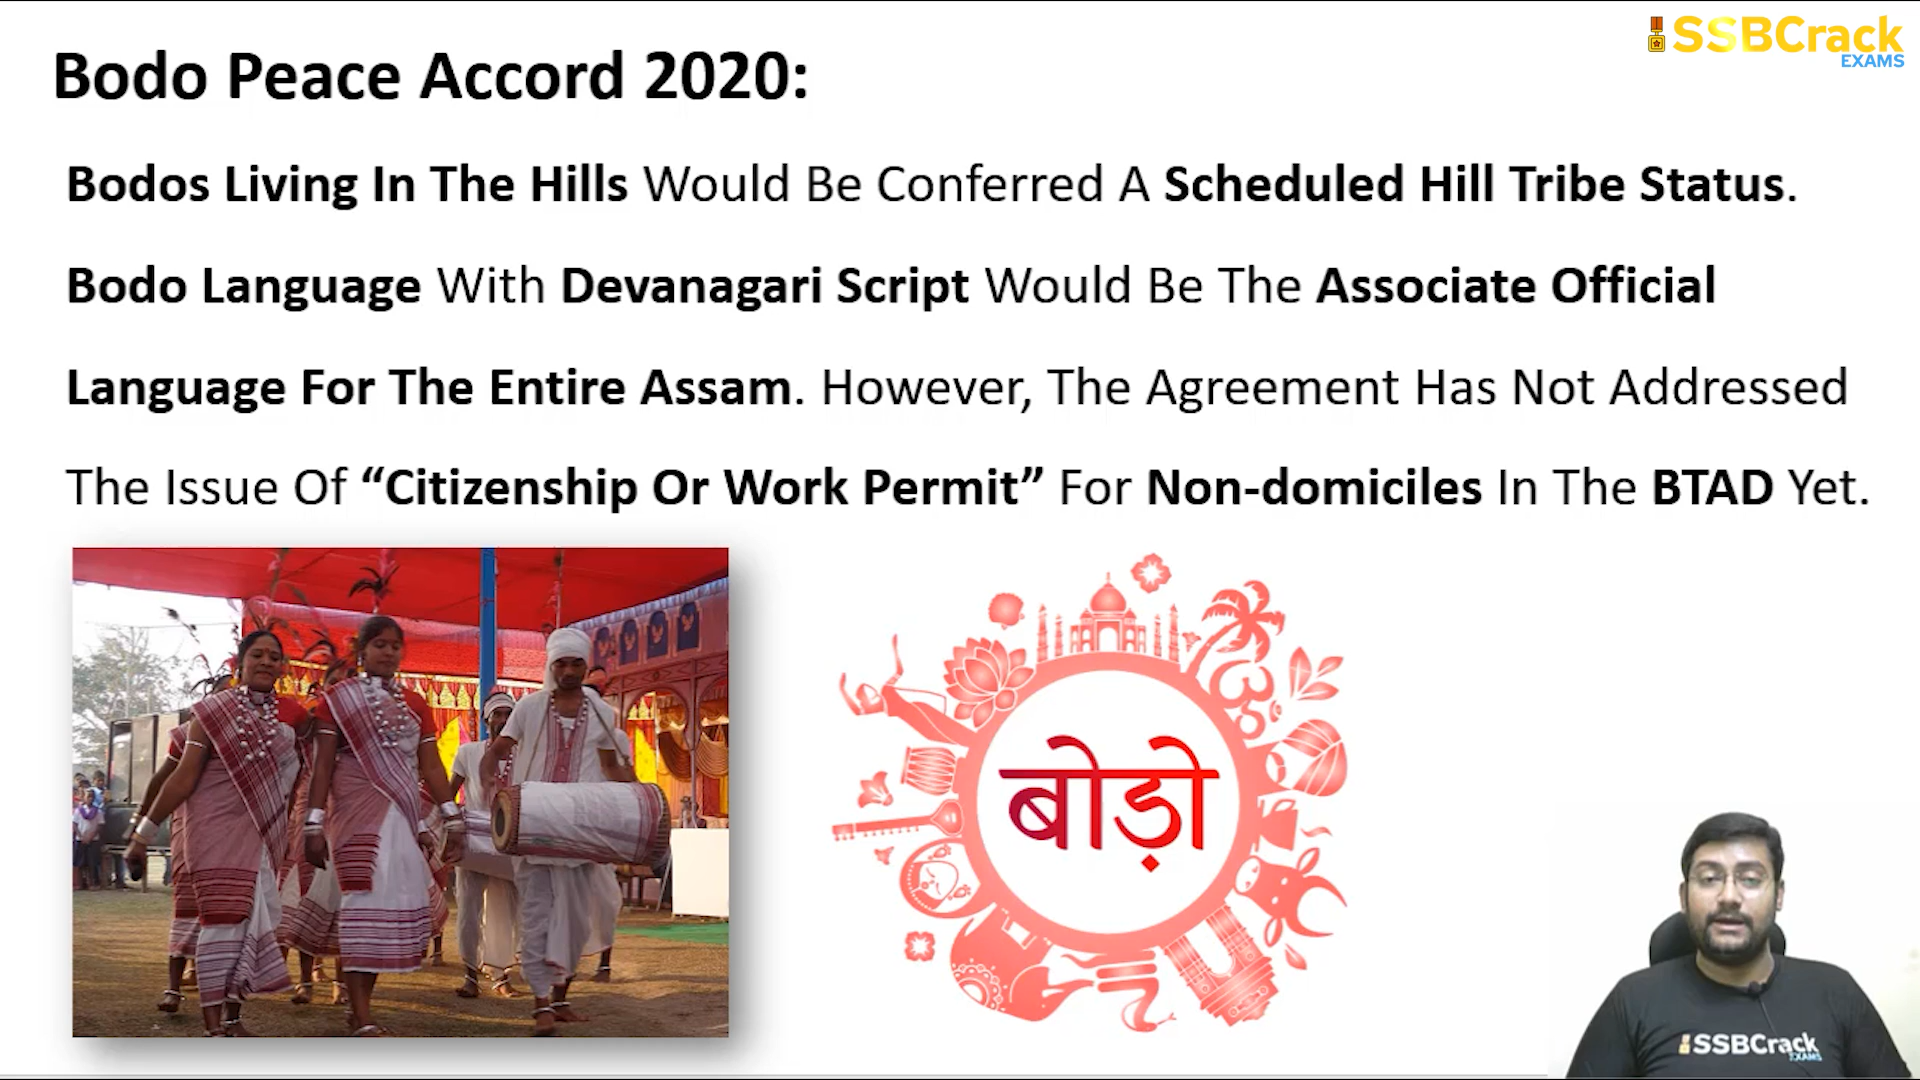 SSBCrack
EXAMS
Bodo Peace Accord 2020:
Bodos Living In The Hills Would Be Conferred A Scheduled Hill Tribe Status.
Bodo Language With Devanagari Script Would Be The Associate Official
Language For The Entire Assam. However, The Agreement Has Not Addressed
The Issue Of “Citizenship Or Work Permit” For Non-domiciles In The BTAD Yet.
बोड़ो
SSBCrack
EXAMS